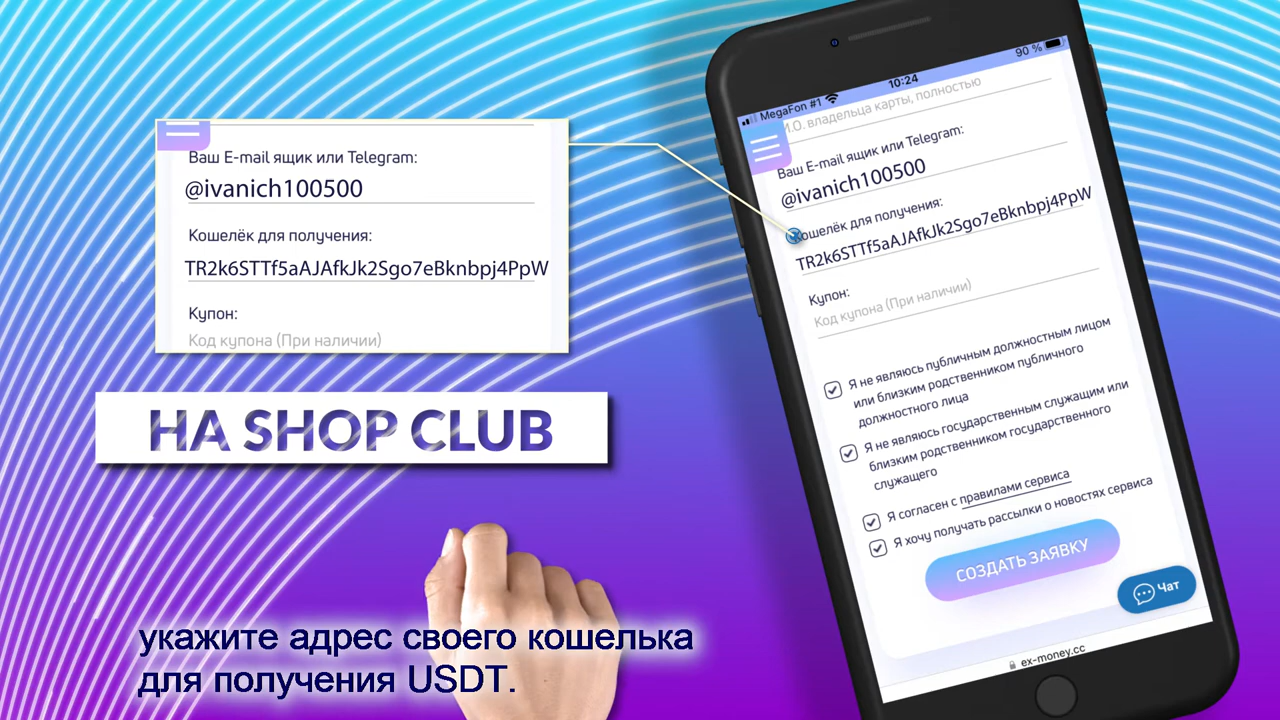 Ваш E-mail ящик или Telegram:
@ivanich100500
Кошелёк для получения:
TR2k6STTf5aAJAfkJk2Sgo7eBknbpj4PpW
Купон:
Код купона (При наличии)
НА SHOP CLUB
укажите адрес своего кошелька
для получения USDT.
MegaFon #1
10:24
90 %
И.О. владельца карты, полностью
Ваш E-mail ящик или Telegram:
@ivanich100500
Кошелёк для получения:
TR2k6STTf5aAJAfkJk2Sgo7eBknbpj4PpW
Купон:
Код купона (При наличии)
Я не являюсь публичным должностным лицом
или близким родственником публичного
должностного лица
Я не являюсь государственным служащим или
близким родственником государственного
служащего
Я согласен с правилами сервиса
Я хочу получать рассылки о новостях сервиса
СОЗДАТЬ ЗАЯВКУ
Чат
ex-money.cc